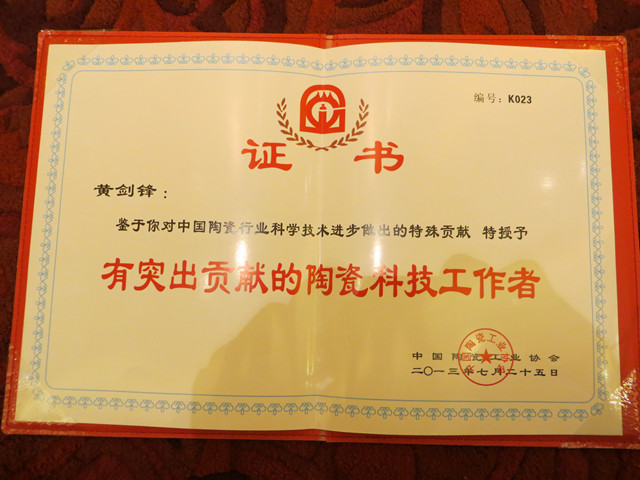 编号：K023
证书
黄剑锋：
鉴于你对中国陶瓷行业科学技术进步做出的特殊贡献 特授予
有突出贡献的陶瓷科技工作者
中国陶瓷工业协会
二〇一三年七月二十五日